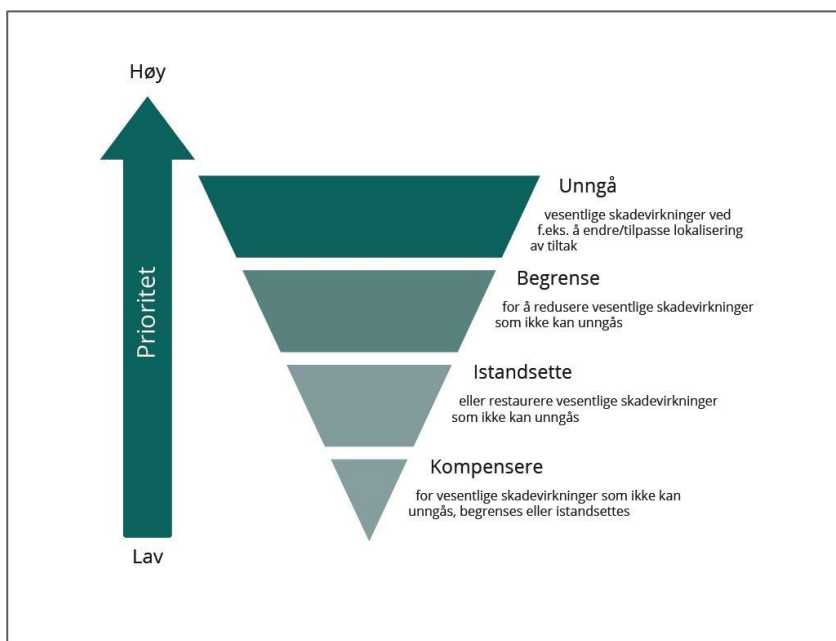 Høy
Prioritet
Unngå
vesentlige skadevirkninger ved
f.eks. å endre/tilpasse lokalisering
av tiltak
Begrense
for å redusere vesentlige skadevirkninger
som ikke kan unngås
Istandsette
eller restaurere vesentlige skadevirkninger
som ikke kan unngås
Kompensere
for vesentlige skadevirkninger som ikke kan
unngås, begrenses eller istandsettes
Lav